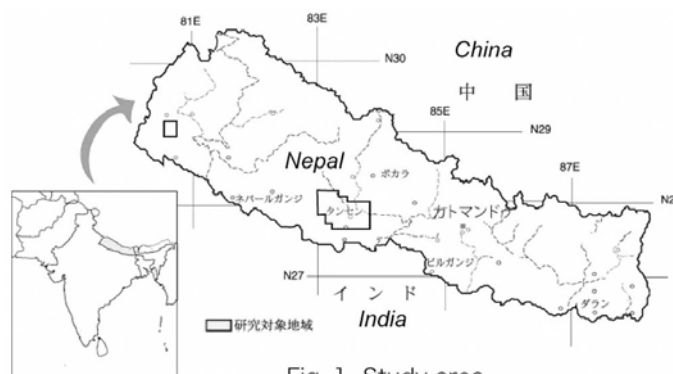 81E
83E
N30
China
中 国
85E
N29
Nepal
ポカラ
87E
ネパールガンジ
タンセン
カトマンドゥ
N27
ビルガンジ
インド
ダラン
研究対象地域
India
Fig. 1 Study area